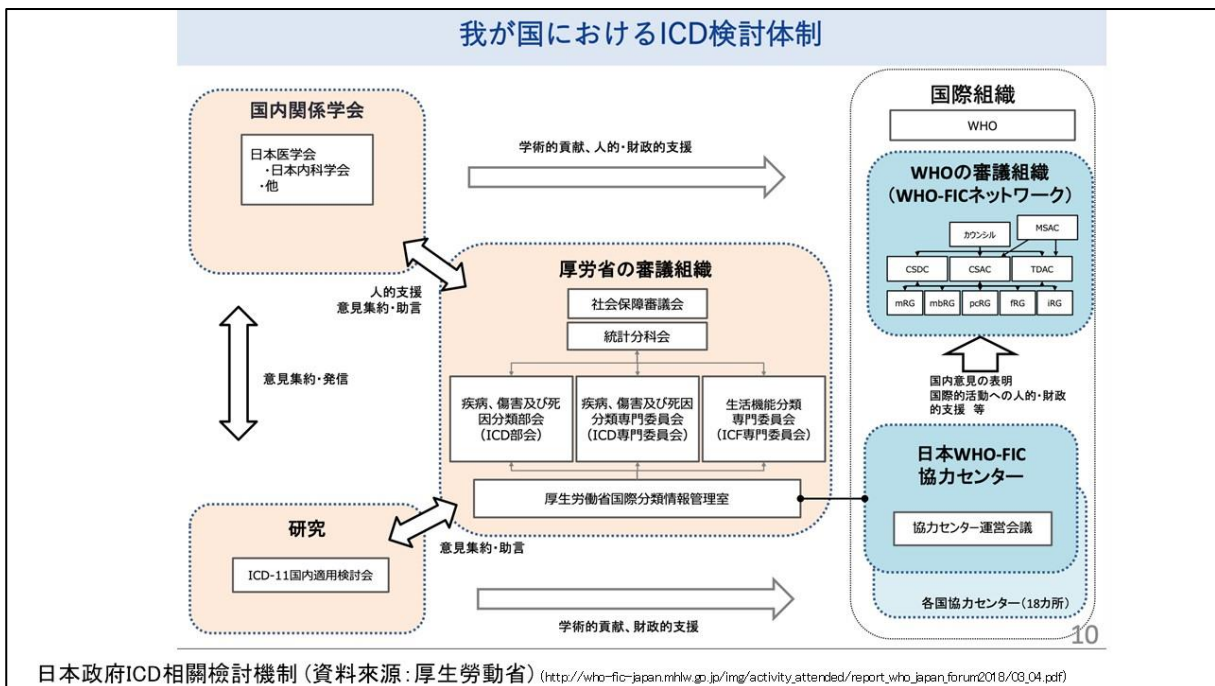 我が国におけるICD検討体制
国内関係学会
日本医学会
・日本内科学会
・他
学術的貢献、人的・財政的支援
国際組織
WHO
WHOの審議組織
(WHO-FICネットワーク)
カウンシル
MSAC
CSDC
CSAC
TDAC
mRG
mbRG
pcRG
fRG
iRG
人的支援
意見集約・助言
厚労省の審議組織
社会保障審議会
統計分科会
疾病、傷害及び死
因分類部会
(ICD部会)
疾病、傷害及び死因
分類専門委員会
(ICD専門委員会)
生活機能分類
専門委員会
(ICF専門委員会)
厚生労働省国際分類情報管理室
意見集約・発信
国内意見の表明
国際的活動への人的・財政
的支援 等
日本WHO-FIC
協力センター
協力センター運営会議
各国協力センター(18カ所)
研究
ICD-11国内適用検討会
意見集約・助言
学術的貢献、財政的支援
10
日本政府ICD相關檢討機制 (資料來源:厚生勞動省) (http://who-fic-japan.mhlw.go.jp/img/activity_attended/report_who_japan_forum2018/03_04.pdf)